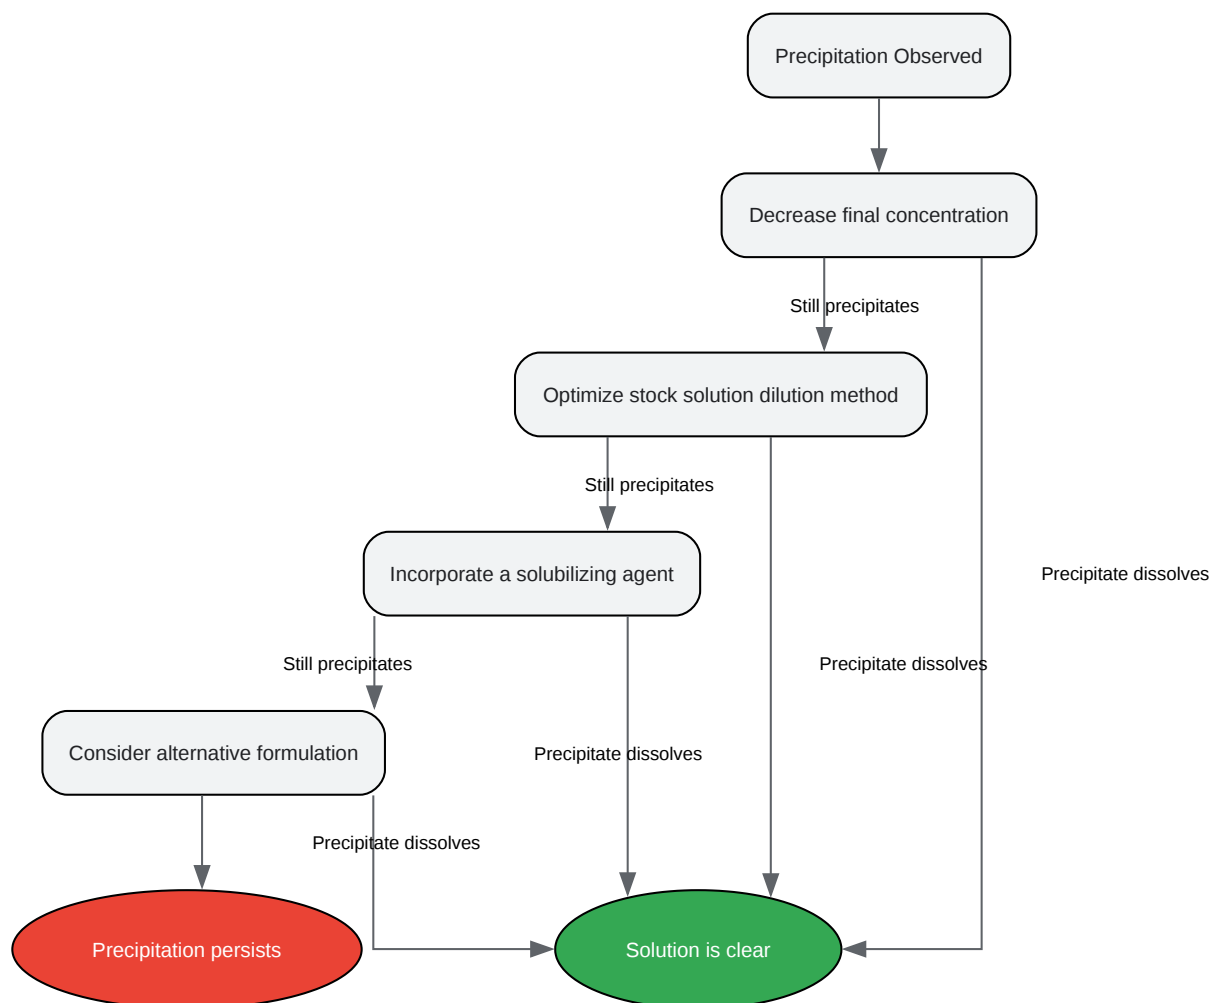 Precipitation Observed
Decrease final concentration
Still precipitates
Optimize stock solution dilution method
Still precipitates
Incorporate a solubilizing agent
Precipitate dissolves
Still precipitates
Precipitate dissolves
Consider alternative formulation
Precipitate dissolves
Precipitate dissolves
Precipitation persists
Solution is clear